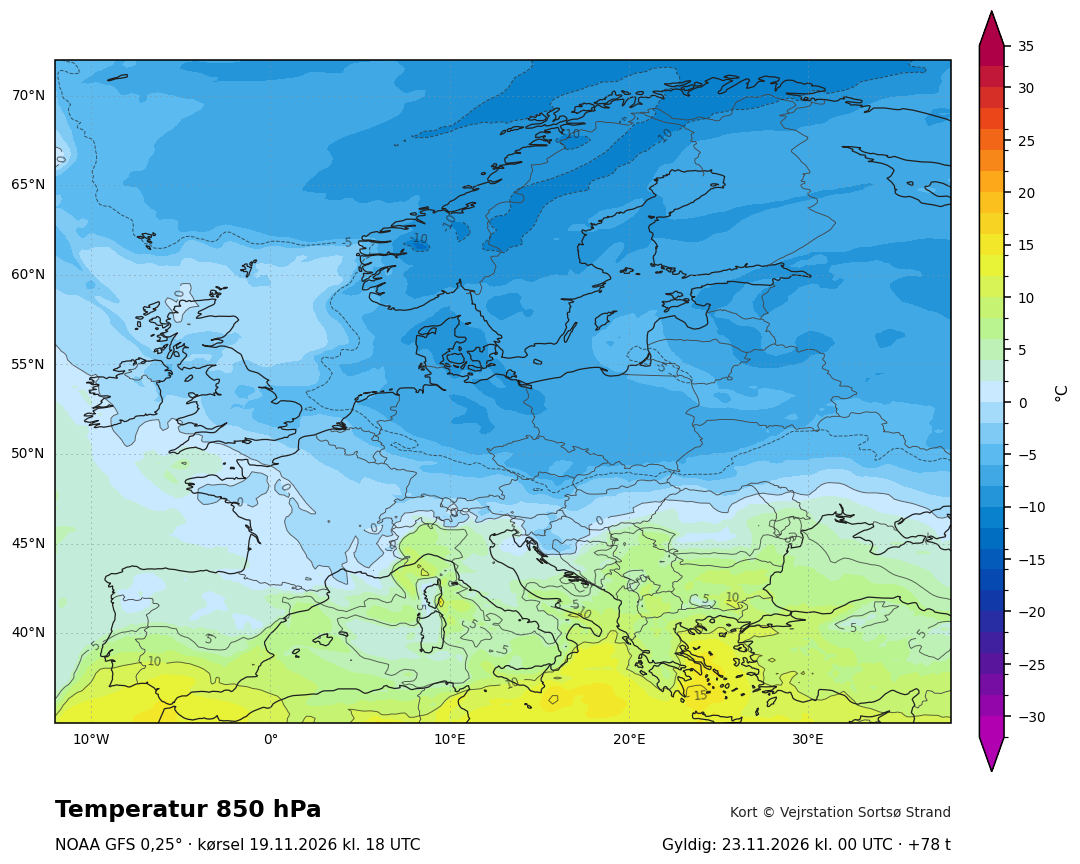 70°N
65°N
60°N
55°N
50°N
45°N
40°N
10°W 0° 10°E 20°E 30°E
35
30
25
20
15
10
5
0
−5
−10
−15
−20
−25
−30
°C
Temperatur 850 hPa
Kort © Vejrstation Sortsø Strand
NOAA GFS 0,25° · kørsel 19.11.2026 kl. 18 UTC
Gyldig: 23.11.2026 kl. 00 UTC · +78 t